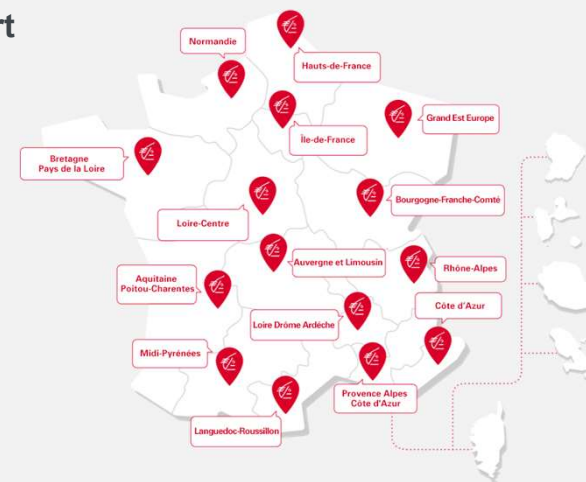 rt
Normandie
Hauts-de-France
Île-de-France
Grand Est Europe
Bretagne
Pays de la Loire
Bourgogne-Franche-Comté
Loire-Centre
Auvergne et Limousin
Rhône-Alpes
Aquitaine
Poitou-Charentes
Côte d'Azur
Loire Drôme Ardèche
Midi-Pyrénées
Provence Alpes
Côte d'Azur
Languedoc-Roussillon